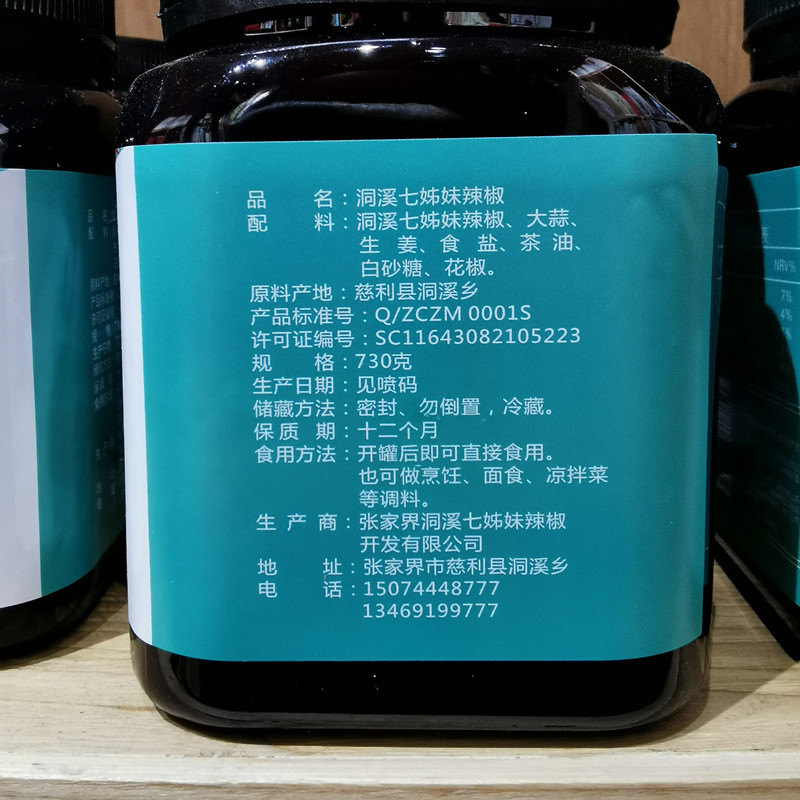 品名：洞溪七姊妹辣椒
配料：洞溪七姊妹辣椒、大蒜、
生姜、食盐、茶油、
白砂糖、花椒。
原料产地：慈利县洞溪乡
产品标准号：Q/ZCZM 0001S
许可证编号：SC11643082105223
规格：730克
生产日期：见喷码
储藏方法：密封、勿倒置，冷藏。
保质期：十二个月
食用方法：开罐后即可直接食用。
也可做烹饪、面食、凉拌菜
等调料。
生产商：张家界洞溪七姊妹辣椒
开发有限公司
地址：张家界市慈利县洞溪乡
电话：15074448777
13469199777
NRV%
7%
4%